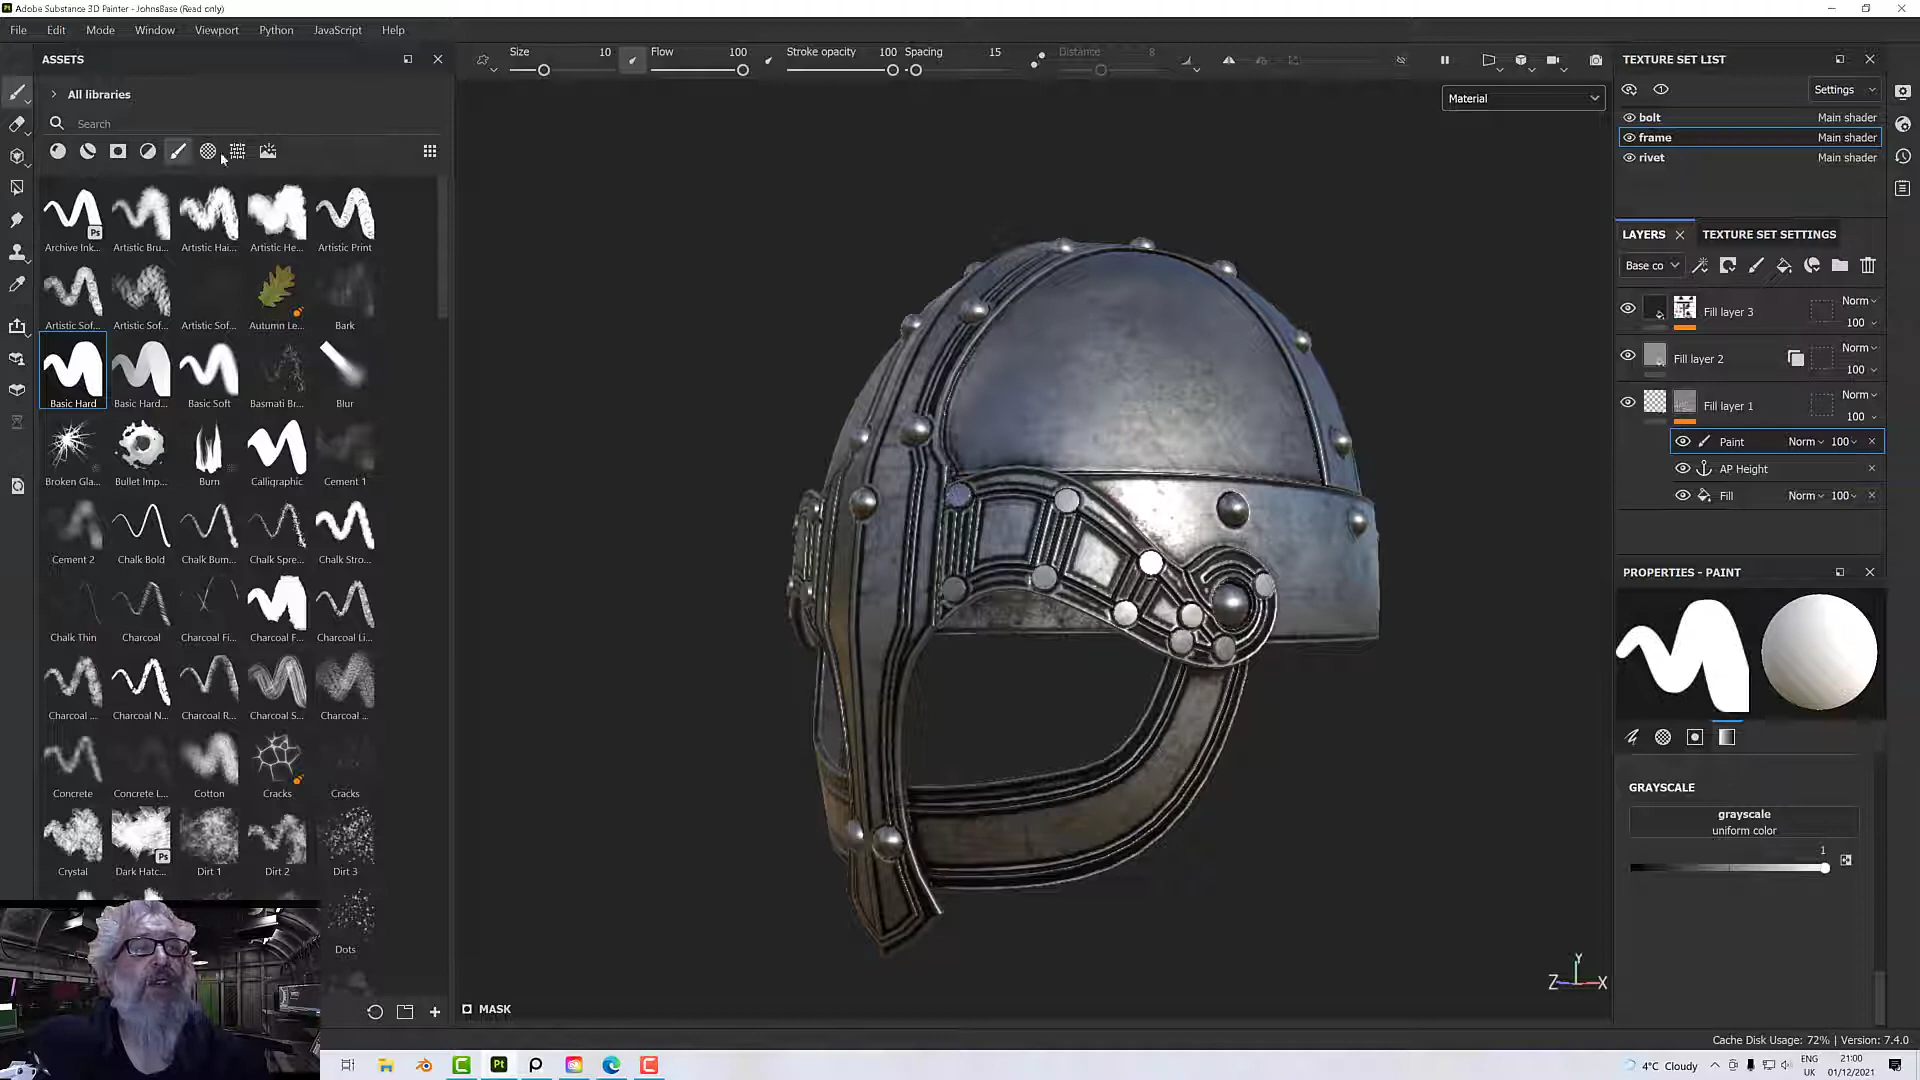 Adobe Substance 3D Painter - JohnsBase (Read only)
File Edit Mode Window Viewport Python JavaScript Help
ASSETS
All libraries
Search
Archive Ink... Artistic Bru... Artistic Hai... Artistic He... Artistic Print
Artistic Sof... Artistic Sof... Artistic Sof... Autumn Le... Bark
Basic Hard Basic Hard... Basic Soft Basmati Br... Blur
Broken Gla... Bullet Imp... Burn Calligraphic Cement 1
Cement 2 Chalk Bold Chalk Bum... Chalk Spre... Chalk Stro...
Chalk Thin Charcoal Charcoal Fi... Charcoal F... Charcoal Li...
Charcoal ... Charcoal N... Charcoal R... Charcoal S... Charcoal ...
Concrete Concrete L... Cotton Cracks Cracks
Crystal Dark Hatc... Dirt 1 Dirt 2 Dirt 3
Dots
Size 10 Flow 100 Stroke opacity 100 Spacing 15 Distance 8
Material
MASK
Y
Z X
TEXTURE SET LIST
Settings
bolt Main shader
frame Main shader
rivet Main shader
LAYERS TEXTURE SET SETTINGS
Base co
Fill layer 3 Norm 100
Fill layer 2 Norm 100
Fill layer 1 Norm 100
Paint Norm 100
AP Height
Fill Norm 100
PROPERTIES - PAINT
GRAYSCALE
grayscale
uniform color
1
Cache Disk Usage: 72% | Version: 7.4.0
4°C Cloudy
ENG
UK
21:00
01/12/2021